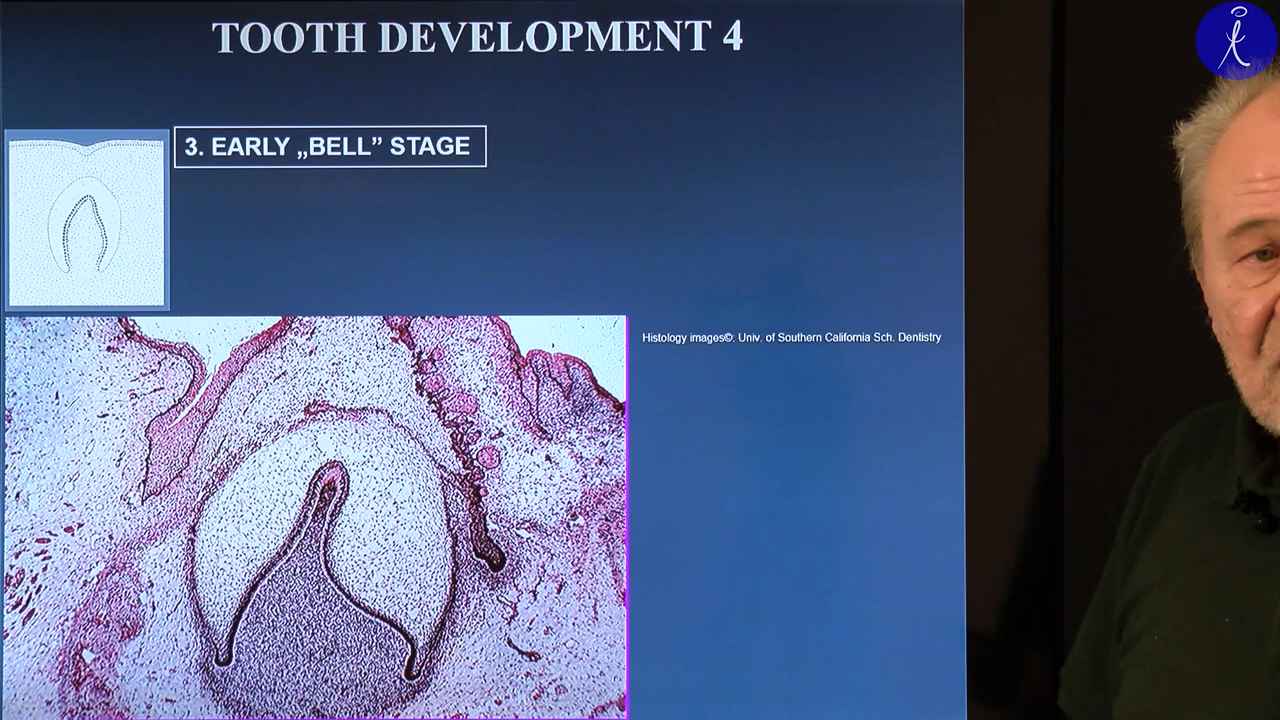 TOOTH DEVELOPMENT 4
3. EARLY „BELL” STAGE
Histology images©: Univ. of Southern California Sch. Dentistry